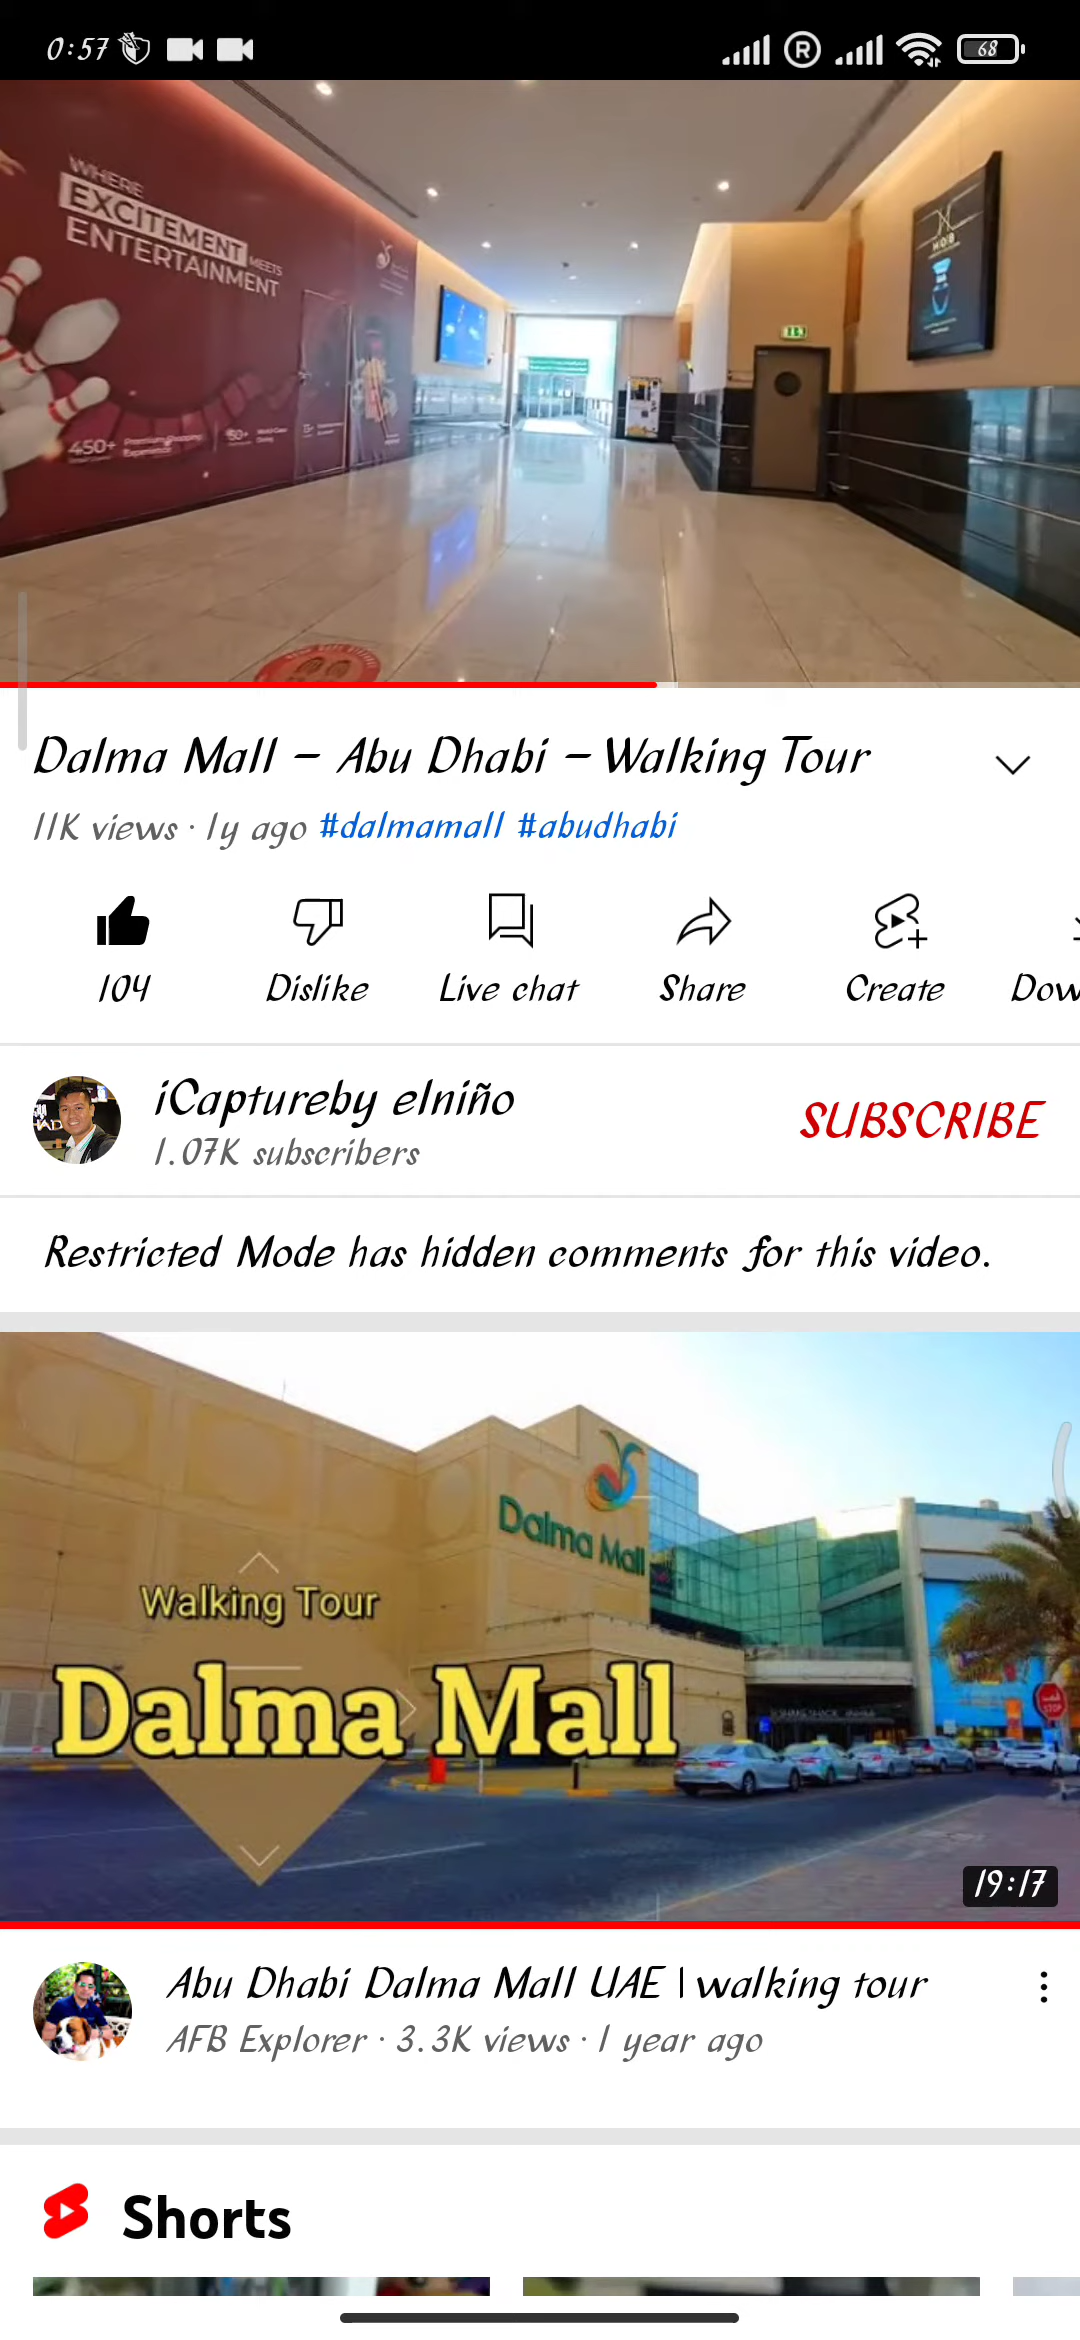 0:57
68
WHERE
EXCITEMENT MEETS
ENTERTAINMENT
450+
Dalma Mall - Abu Dhabi - Walking Tour
11K views · 1y ago #dalmamall #abudhabi
104
Dislike
Live chat
Share
Create
Dow
iCaptureby elniño
1.07K subscribers
SUBSCRIBE
Restricted Mode has hidden comments for this video.
Dalma Mall
Walking Tour
Dalma Mall
STOP
19:17
Abu Dhabi Dalma Mall UAE | walking tour
AFB Explorer · 3.3K views · 1 year ago
Shorts